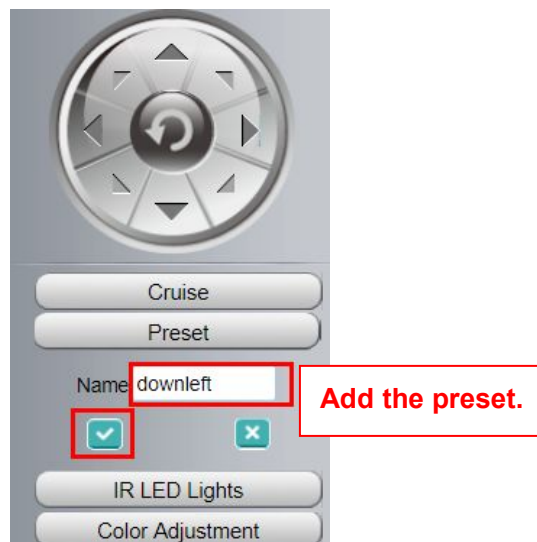 Cruise
Preset
Name downleft
Add the preset.
IR LED Lights
Color Adjustment